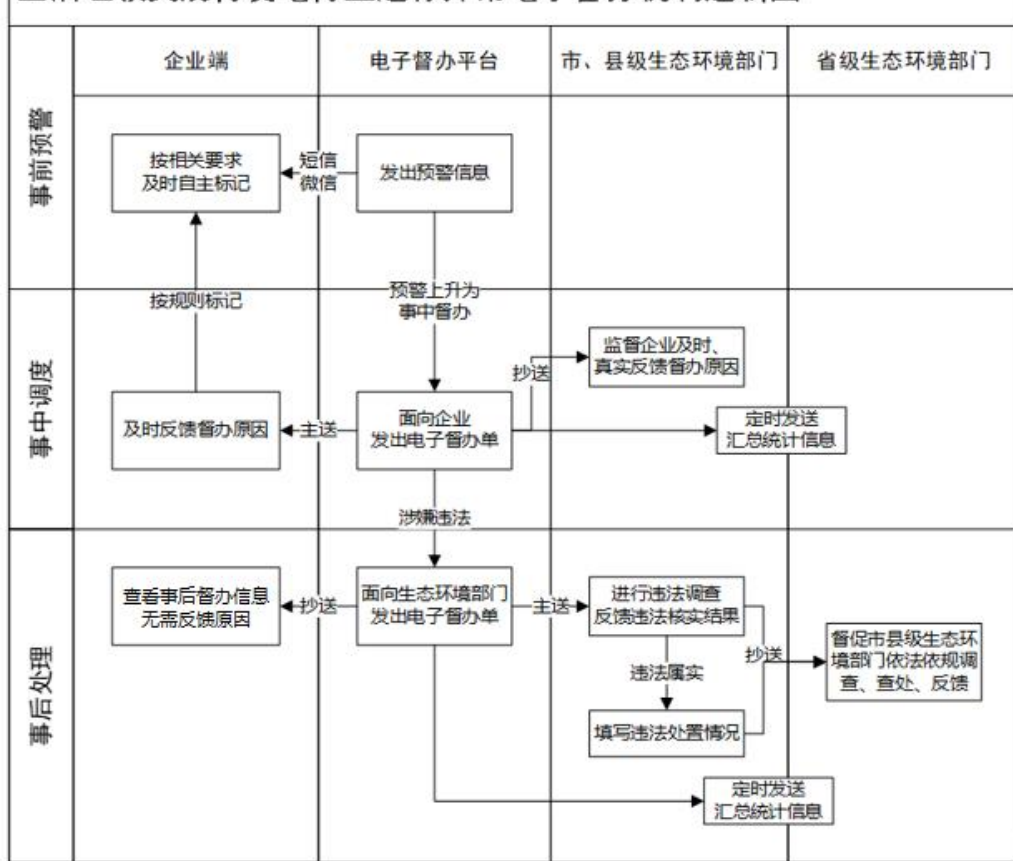 企业端
电子督办平台
市、县级生态环境部门
省级生态环境部门
事前预警
按相关要求
及时自主标记
短信
微信
发出预警信息
按规则标记
预警上升为
事中督办
事中调度
监督企业及时、
真实反馈督办原因
抄送
及时反馈督办原因
主送
面向企业
发出电子督办单
定时发送
汇总统计信息
涉嫌违法
事后处理
查看事后督办信息
无需反馈原因
抄送
面向生态环境部门
发出电子督办单
主送
进行违法调查
反馈违法核实结果
违法属实
填写违法处置情况
抄送
督促市县级生态环
境部门依法依规调
查、查处、反馈
定时发送
汇总统计信息